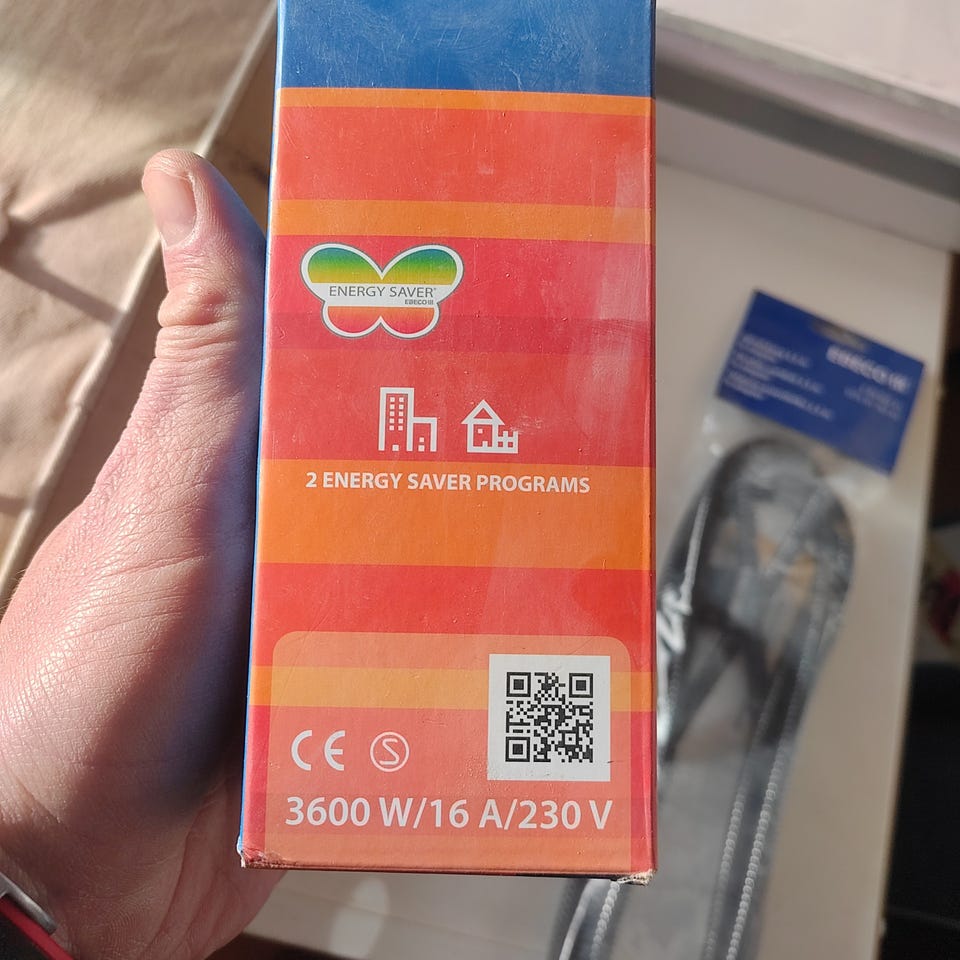 ENERGY SAVER®
EBECO
2 ENERGY SAVER PROGRAMS
CE S
3600 W/16 A/230 V
EBECO